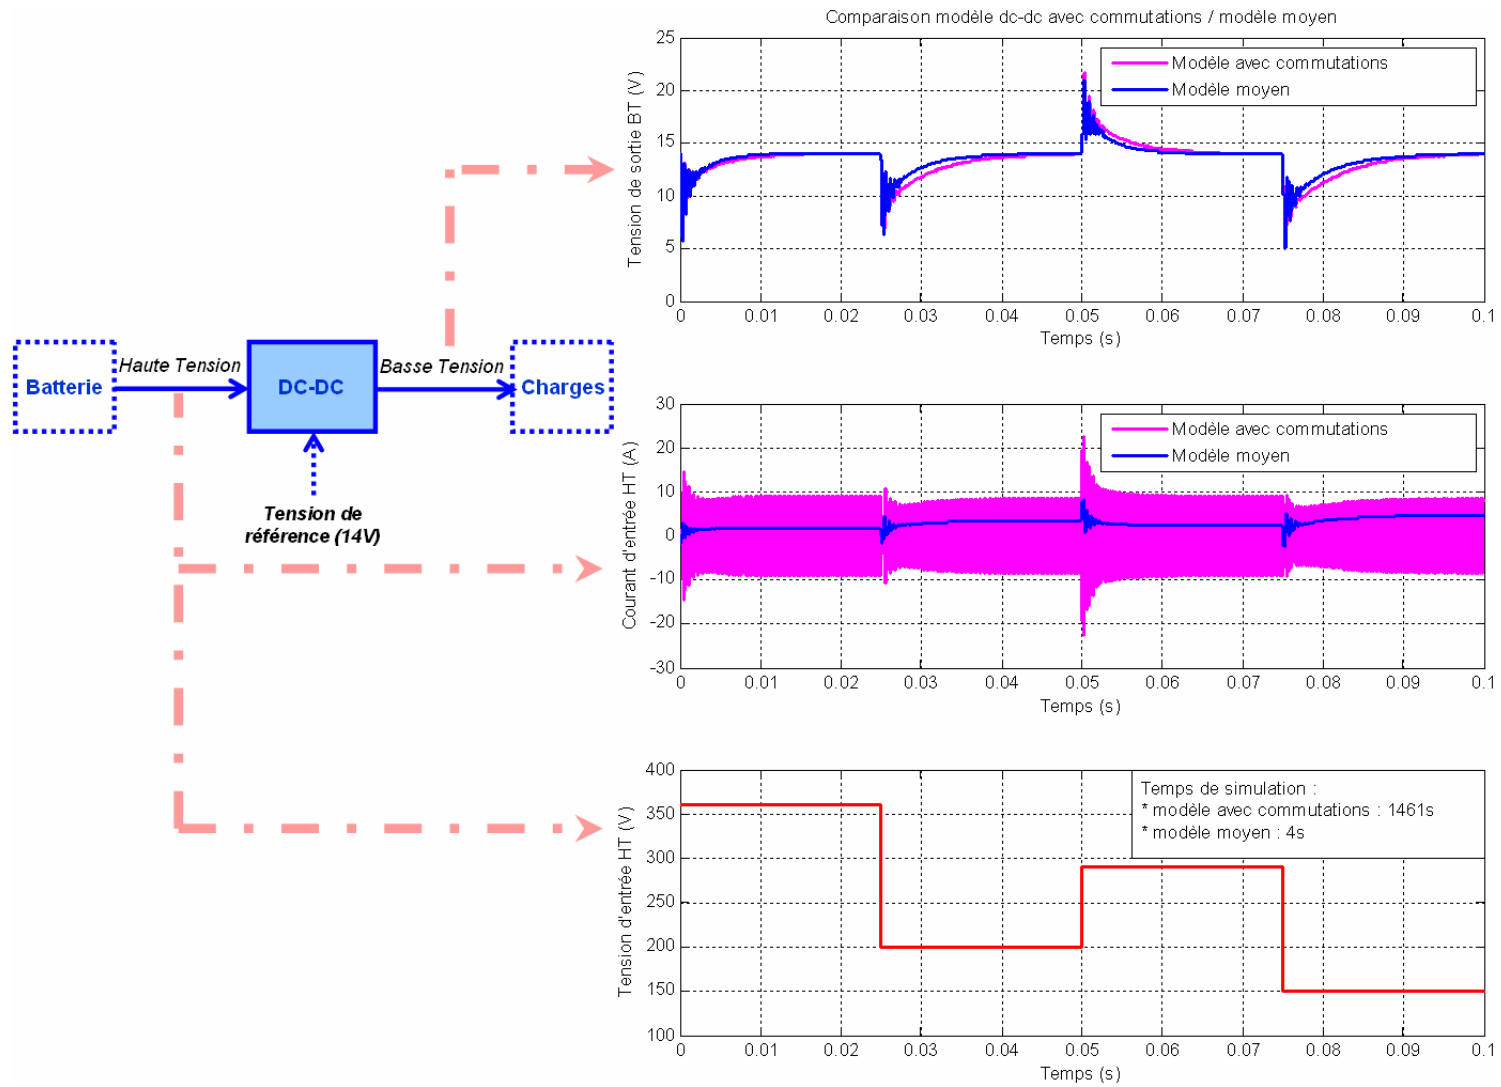 Comparaison modèle dc-dc avec commutations / modèle moyen
Tension de sortie BT (V)
25
20
15
10
5
0
Modèle avec commutations
Modèle moyen
0 0.01 0.02 0.03 0.04 0.05 0.06 0.07 0.08 0.09 0.1
Temps (s)
Batterie
Haute Tension
DC-DC
Basse Tension
Charges
Tension de
référence (14V)
Courant d'entrée HT (A)
30
20
10
0
-10
-20
-30
Modèle avec commutations
Modèle moyen
0 0.01 0.02 0.03 0.04 0.05 0.06 0.07 0.08 0.09 0.1
Temps (s)
Tension d'entrée HT (V)
400
350
300
250
200
150
100
Temps de simulation :
* modèle avec commutations : 1461s
* modèle moyen : 4s
0 0.01 0.02 0.03 0.04 0.05 0.06 0.07 0.08 0.09 0.1
Temps (s)